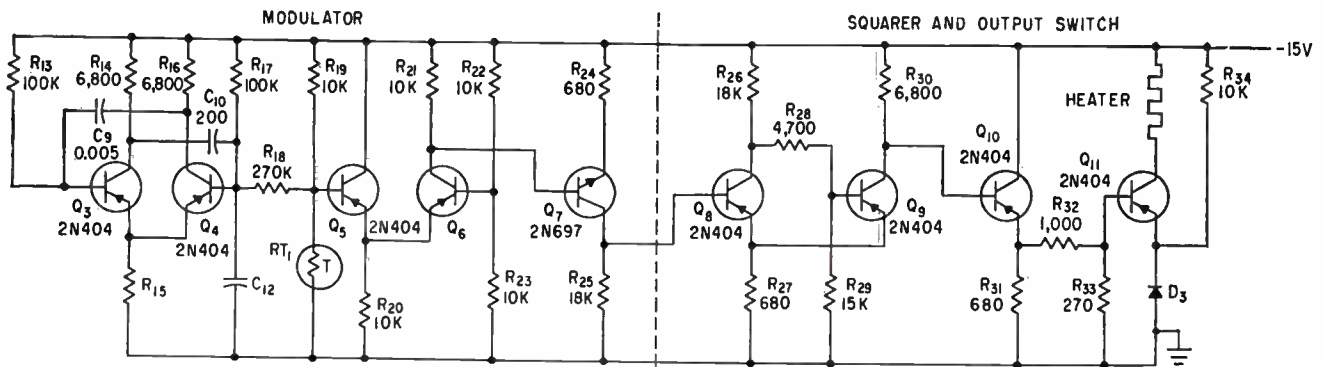 MODULATOR
SQUARER AND OUTPUT SWITCH
-15V
R13
100K
R14
6,800
R16
6,800
R17
100K
R19
10K
R21
10K
R22
10K
R24
680
R26
18K
R30
6,800
HEATER
R34
10K
C10
200
C9
0.005
R18
270K
R28
4,700
Q10
2N404
Q11
2N404
Q3
2N404
Q4
2N404
Q5
2N404
Q6
Q7
2N697
Q8
2N404
Q9
2N404
R32
1,000
RT1
T
R15
C12
R20
10K
R23
10K
R25
18K
R27
680
R29
15K
R31
680
R33
270
D3